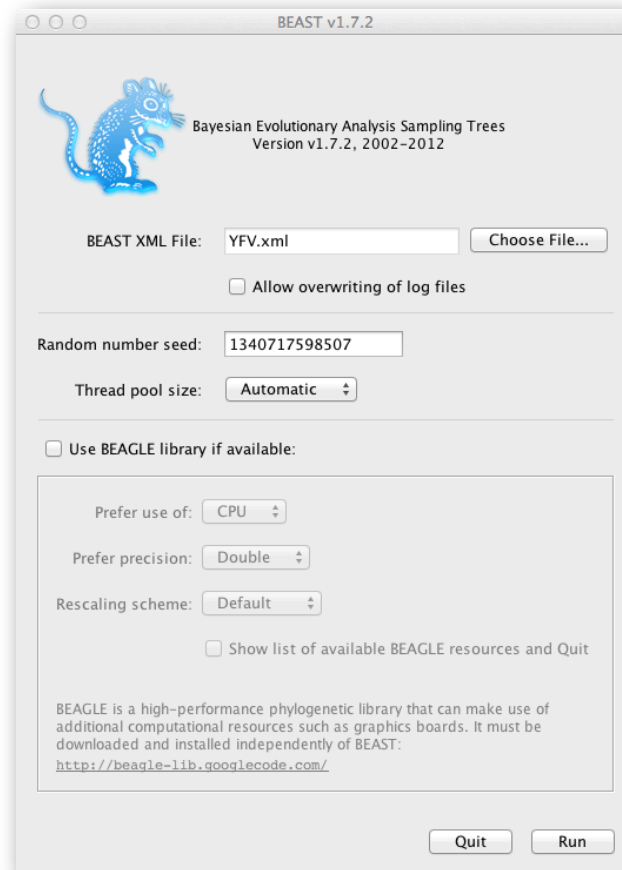 BEAST v1.7.2
Bayesian Evolutionary Analysis Sampling Trees
Version v1.7.2, 2002-2012
BEAST XML File: YFV.xml Choose File...
Allow overwriting of log files
Random number seed: 1340717598507
Thread pool size: Automatic
Use BEAGLE library if available:
Prefer use of: CPU
Prefer precision: Double
Rescaling scheme: Default
Show list of available BEAGLE resources and Quit
BEAGLE is a high-performance phylogenetic library that can make use of
additional computational resources such as graphics boards. It must be
downloaded and installed independently of BEAST:
http://beagle-lib.googlecode.com/
Quit Run